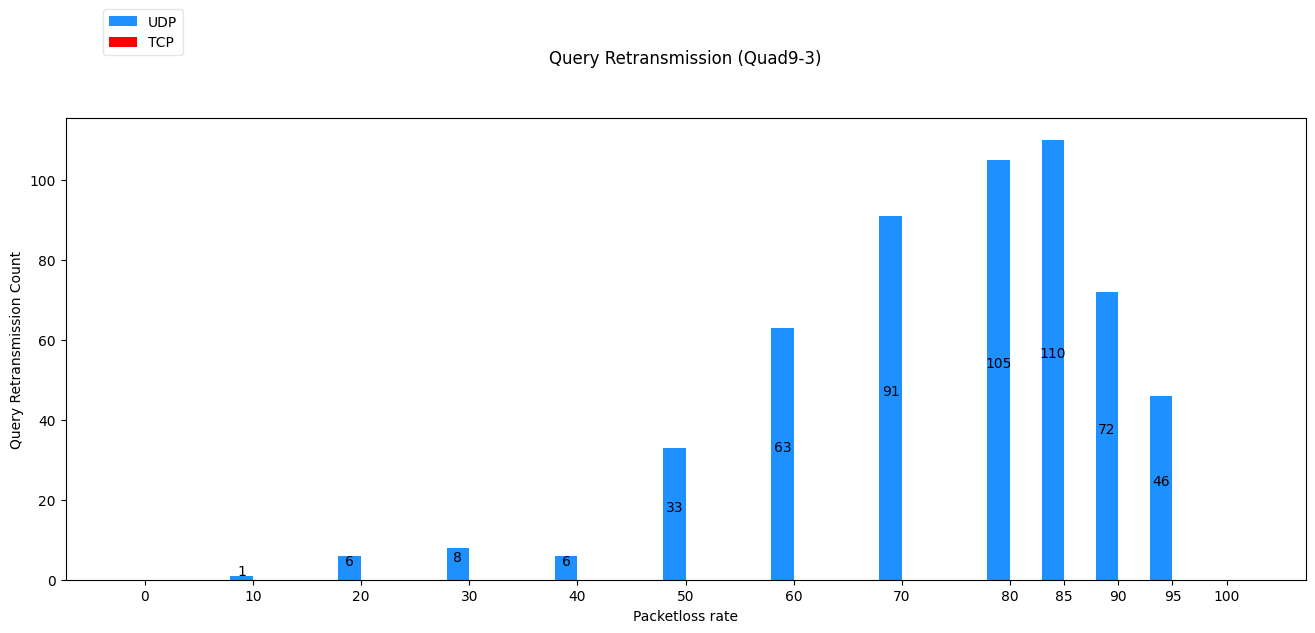 UDP
TCP
Query Retransmission (Quad9-3)
Query Retransmission Count
100
80
60
40
20
0
1
6
8
6
33
63
91
105
110
72
46
0 10 20 30 40 50 60 70 80 85 90 95 100
Packetloss rate